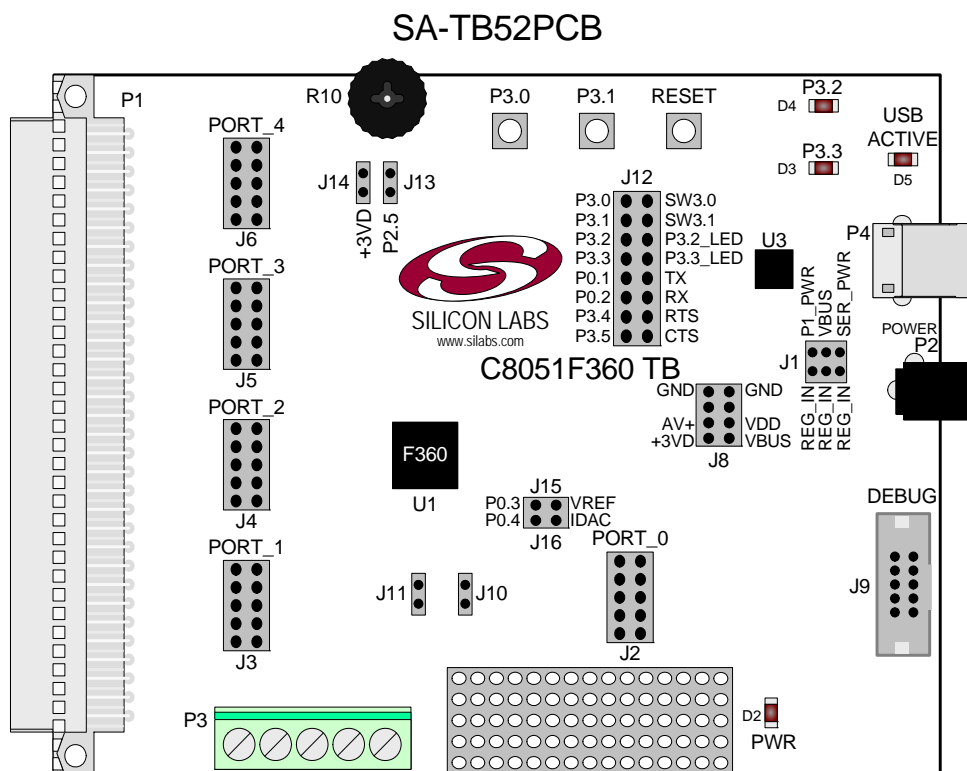 SA-TB52PCB
P1
R10
P3.0
P3.1
RESET
D4
P3.2
USB
ACTIVE
D5
D3
P3.3
PORT_4
J6
J14
J13
+3VD
P2.5
J12
P3.0 SW3.0
P3.1 SW3.1
P3.2 P3.2_LED
P3.3 P3.3_LED
P0.1 TX
P0.2 RX
P3.4 RTS
P3.5 CTS
U3
P4
PORT_3
J5
SILICON LABS
www.silabs.com
C8051F360 TB
P1_PWR
VBUS
SER_PWR
J1
REG_IN
REG_IN
REG_IN
POWER
P2
GND GND
AV+ VDD
+3VD VBUS
J8
PORT_2
J4
F360
U1
J15
P0.3 VREF
P0.4 IDAC
J16
DEBUG
J9
PORT_1
J3
J11
J10
PORT_0
J2
P3
D2
PWR